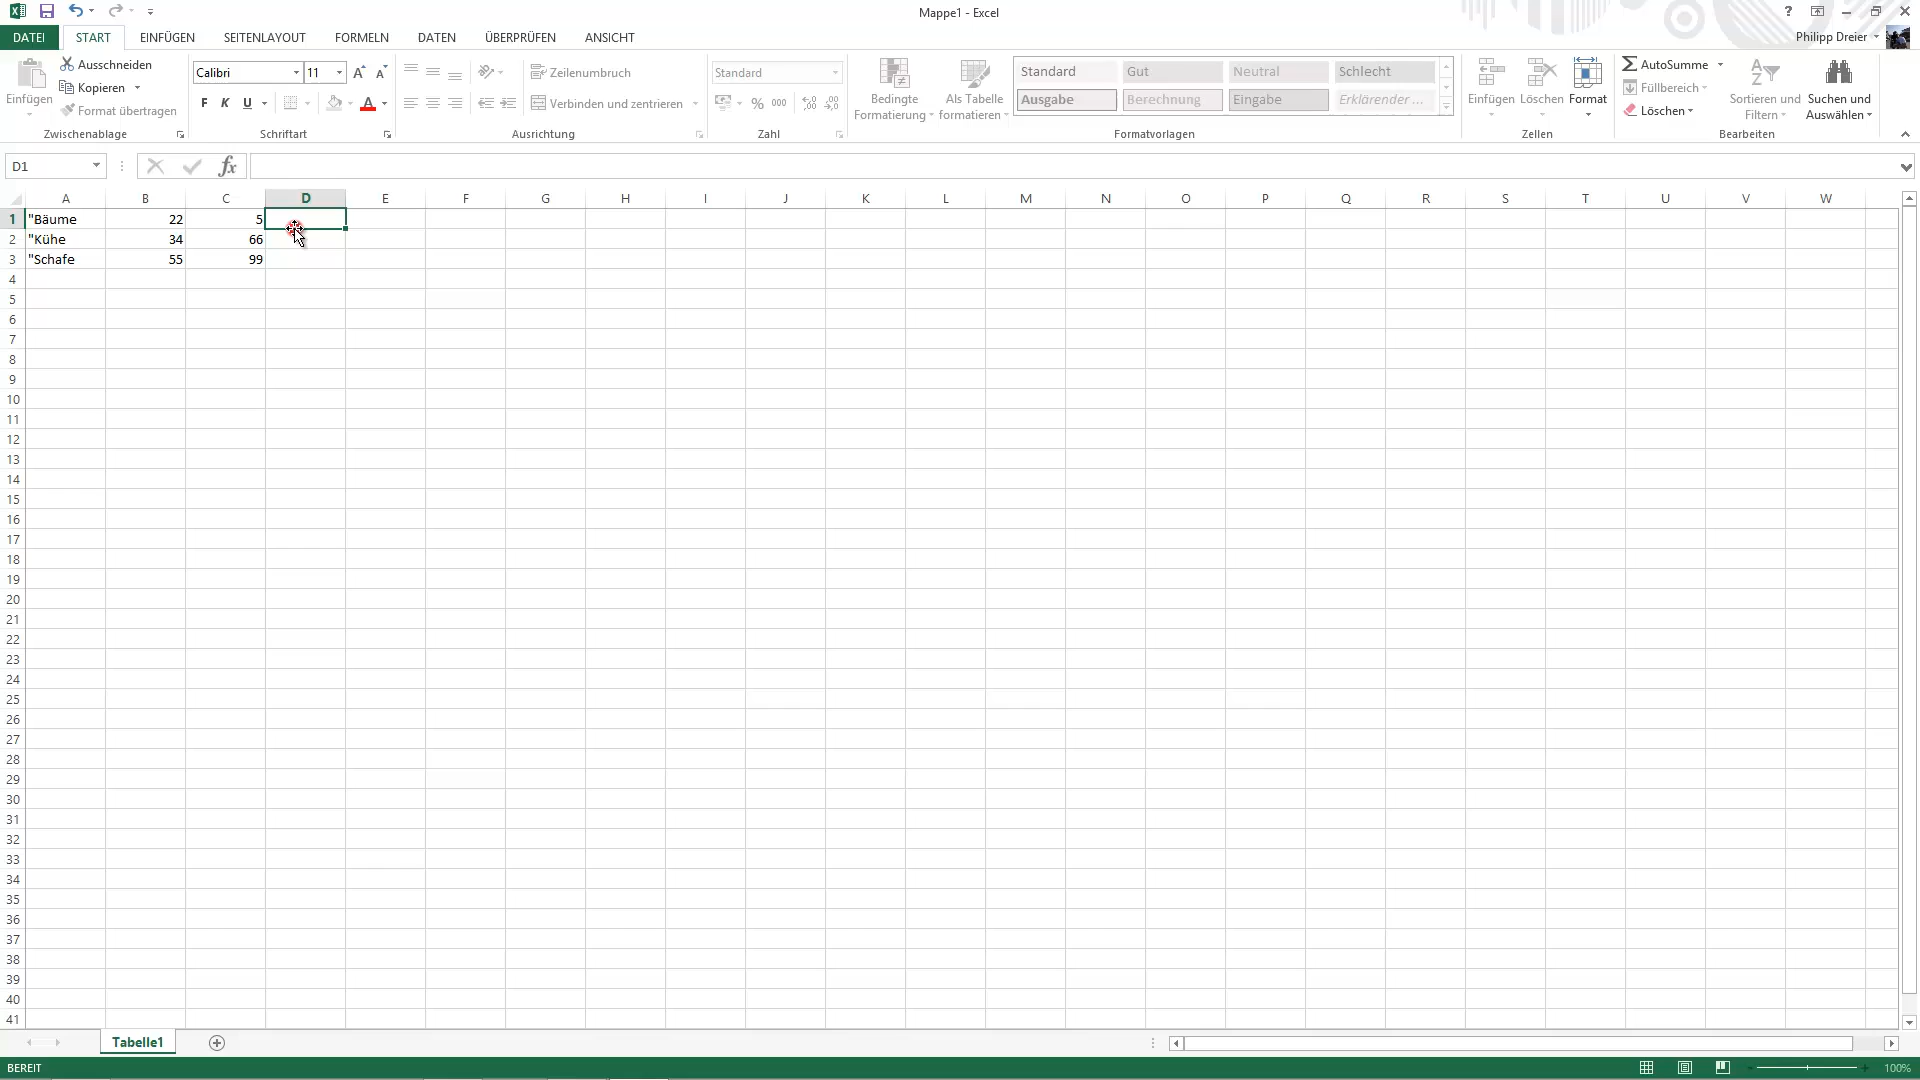 Mappe1 - Excel
?
DATEI START EINFÜGEN SEITENLAYOUT FORMELN DATEN ÜBERPRÜFEN ANSICHT Philipp Dreier
Einfügen
Ausschneiden
Kopieren
Format übertragen
Zwischenablage
Calibri 11 A A
F K U A
Schriftart
Zeilenumbruch
Verbinden und zentrieren
Ausrichtung
Standard
% 000
Zahl
Bedingte Formatierung
Als Tabelle formatieren
Standard Gut Neutral Schlecht
Ausgabe Berechnung Eingabe Erklärender ...
Formatvorlagen
Einfügen Löschen Format
Zellen
AutoSumme
Füllbereich
Löschen
Sortieren und Filtern
Suchen und Auswählen
Bearbeiten
D1 fx
A B C D E F G H I J K L M N O P Q R S T U V W
1 "Bäume 22 5
2 "Kühe 34 66
3 "Schafe 55 99
4
5
6
7
8
9
10
11
12
13
14
15
16
17
18
19
20
21
22
23
24
25
26
27
28
29
30
31
32
33
34
35
36
37
38
39
40
41
Tabelle1
BEREIT 100%